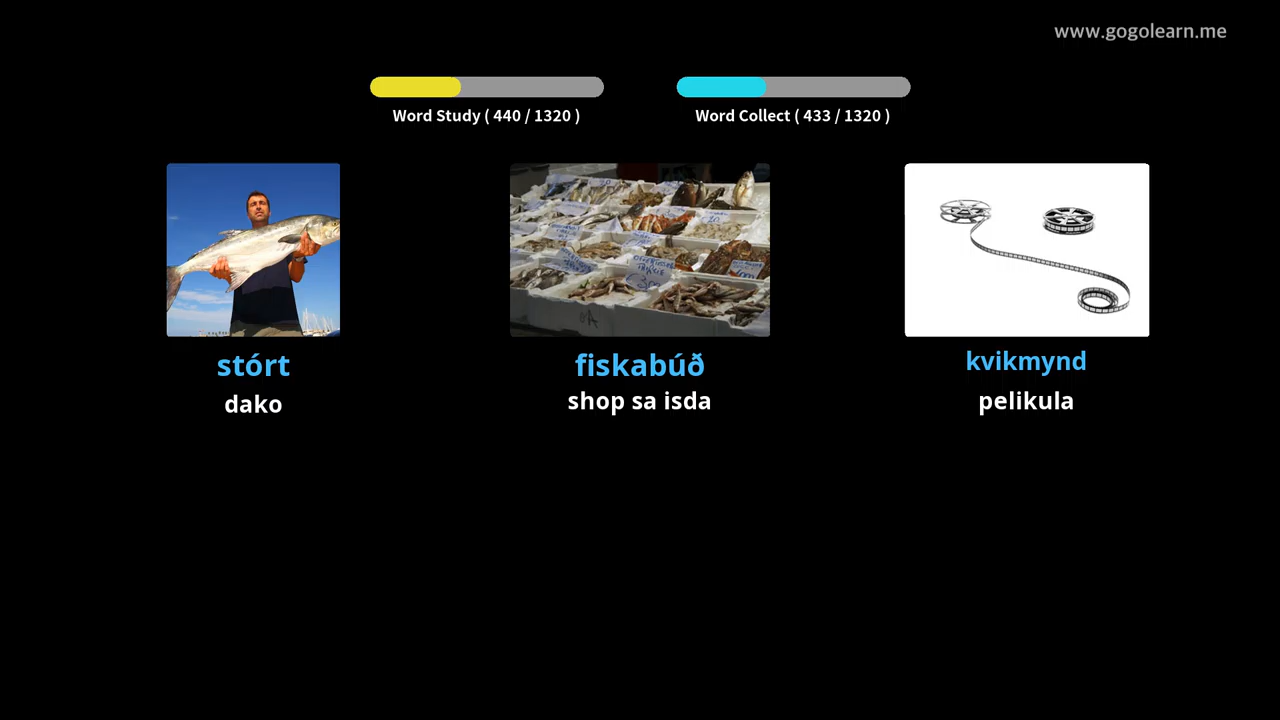 www.gogolearn.me
Word Study ( 440 / 1320 )
Word Collect ( 433 / 1320 )
stórt
dako
fiskabúð
shop sa isda
kvikmynd
pelikula